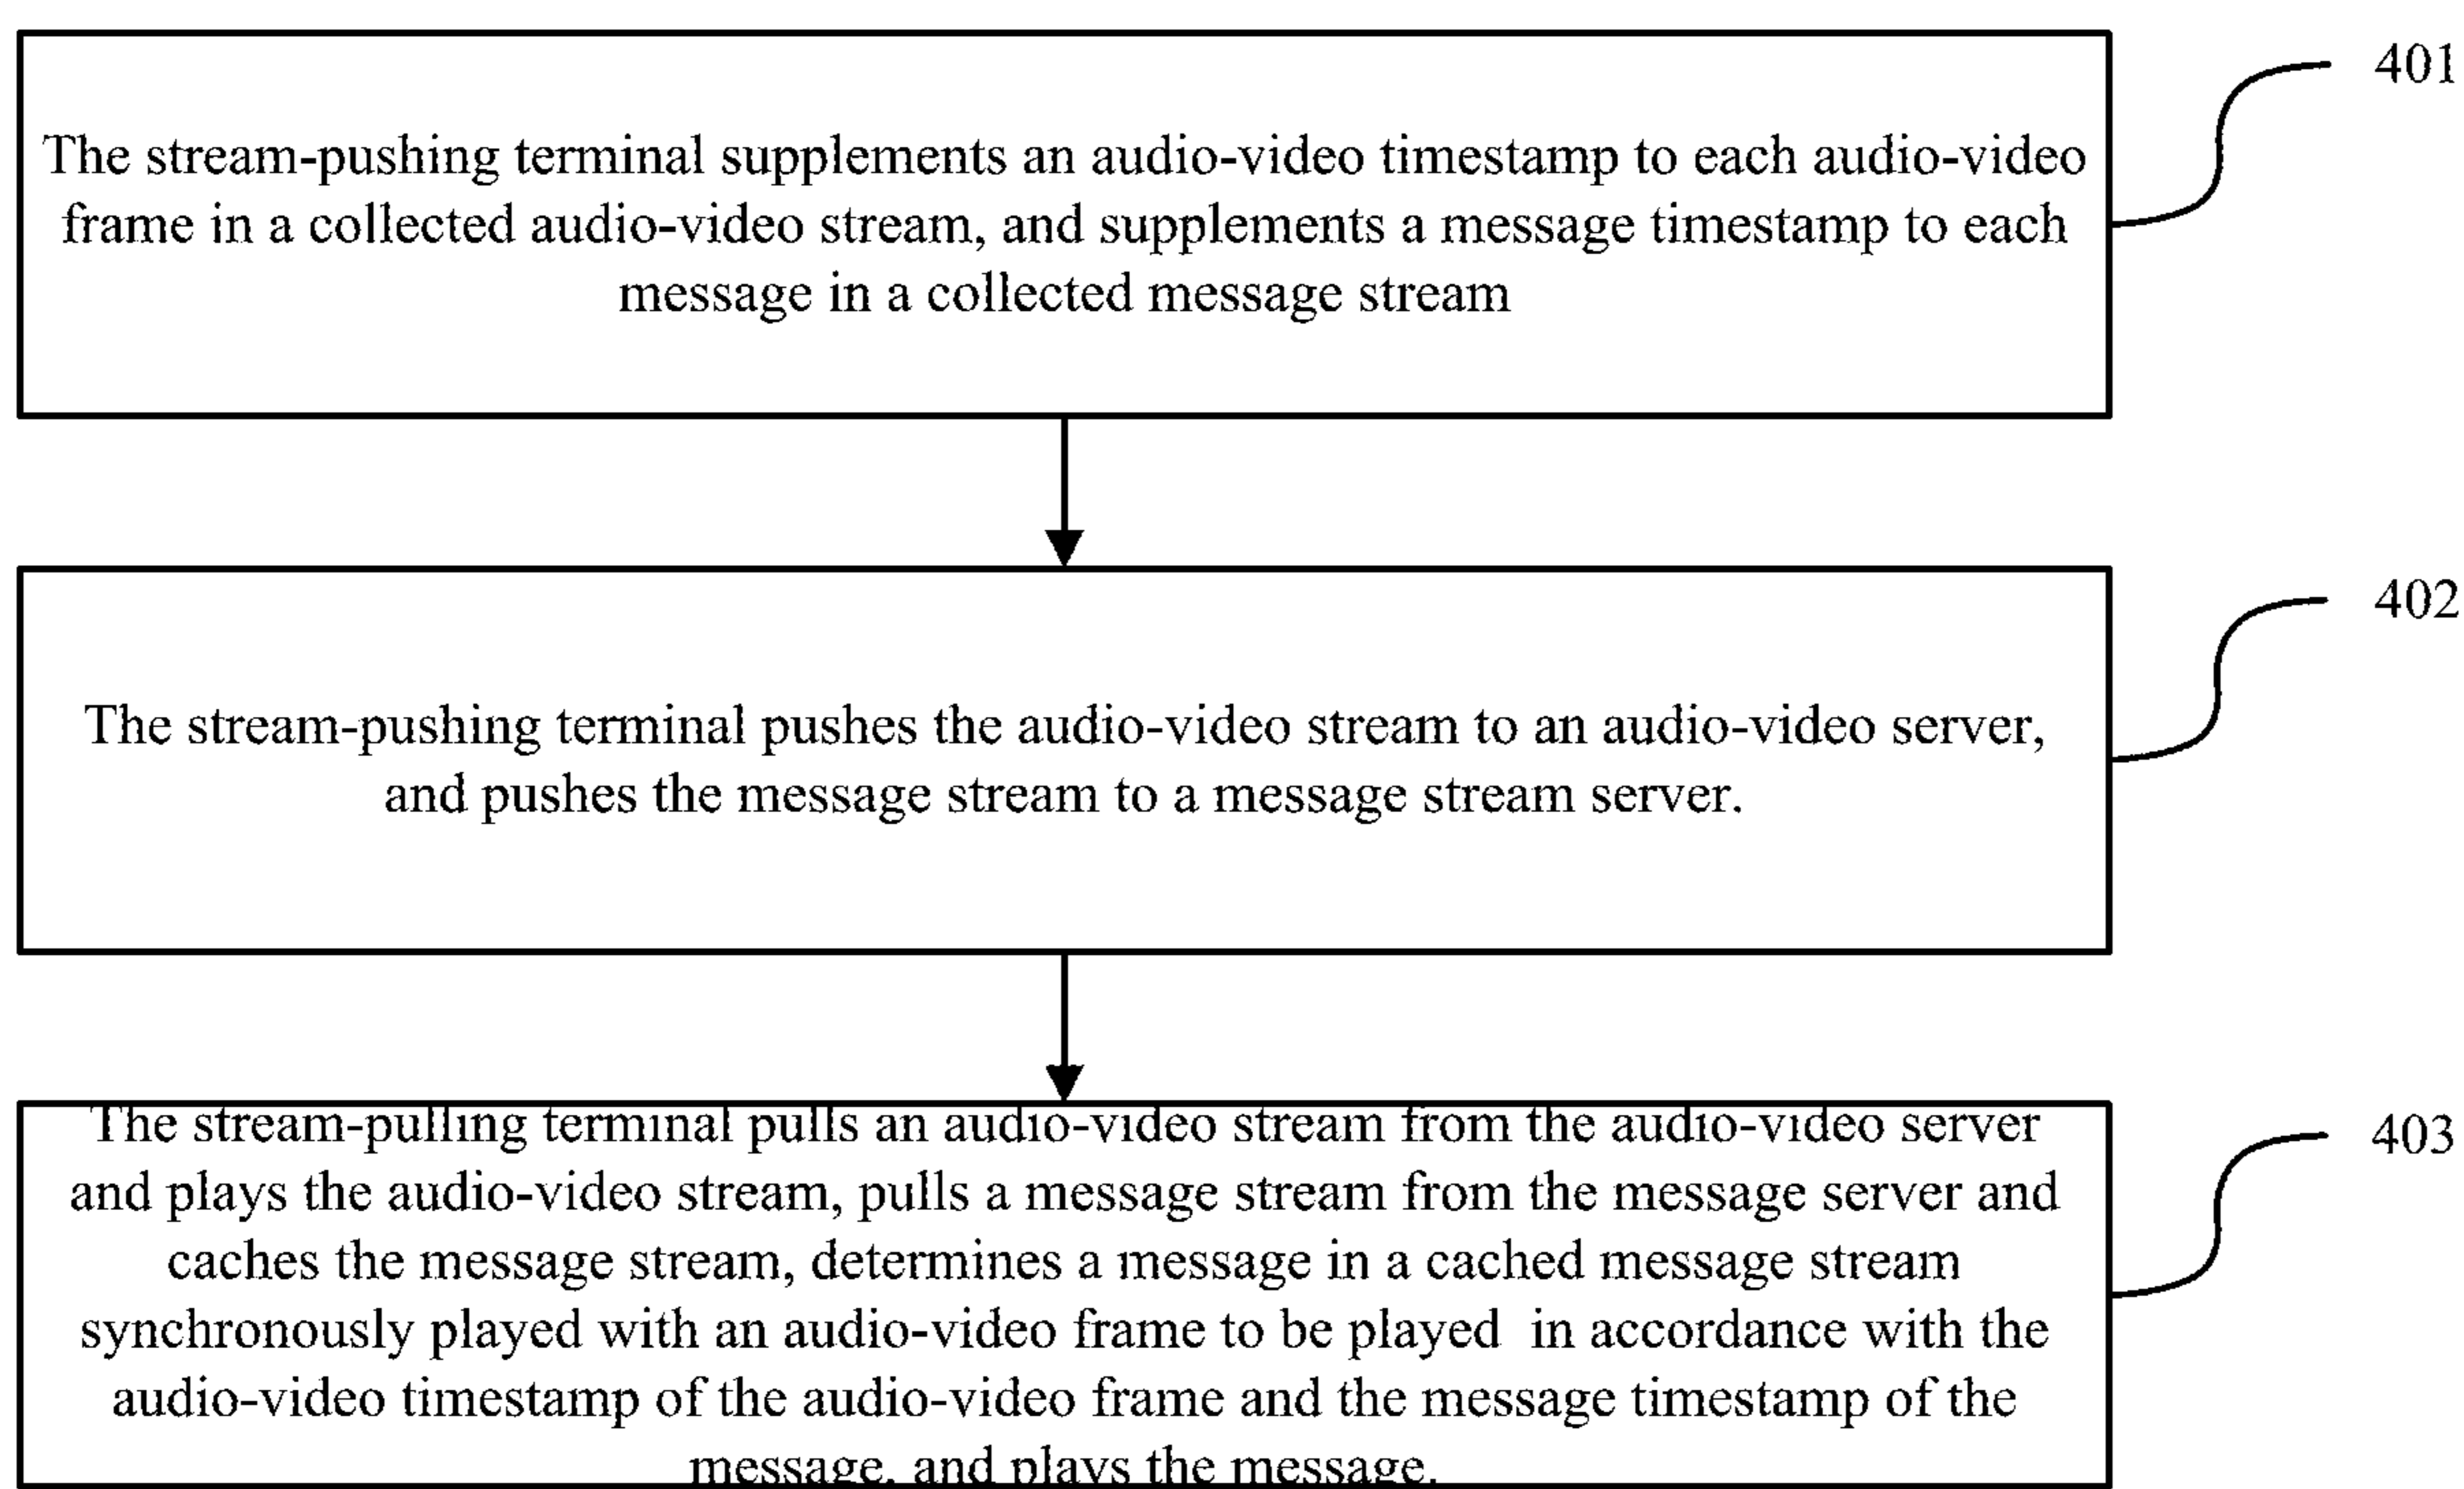 401
The stream-pushing terminal supplements an audio-video timestamp to each audio-video
frame in a collected audio-video stream, and supplements a message timestamp to each
message in a collected message stream
402
The stream-pushing terminal pushes the audio-video stream to an audio-video server,
and pushes the message stream to a message stream server.
403
The stream-pulling terminal pulls an audio-video stream from the audio-video server
and plays the audio-video stream, pulls a message stream from the message server and
caches the message stream, determines a message in a cached message stream
synchronously played with an audio-video frame to be played in accordance with the
audio-video timestamp of the audio-video frame and the message timestamp of the
message, and plays the message.